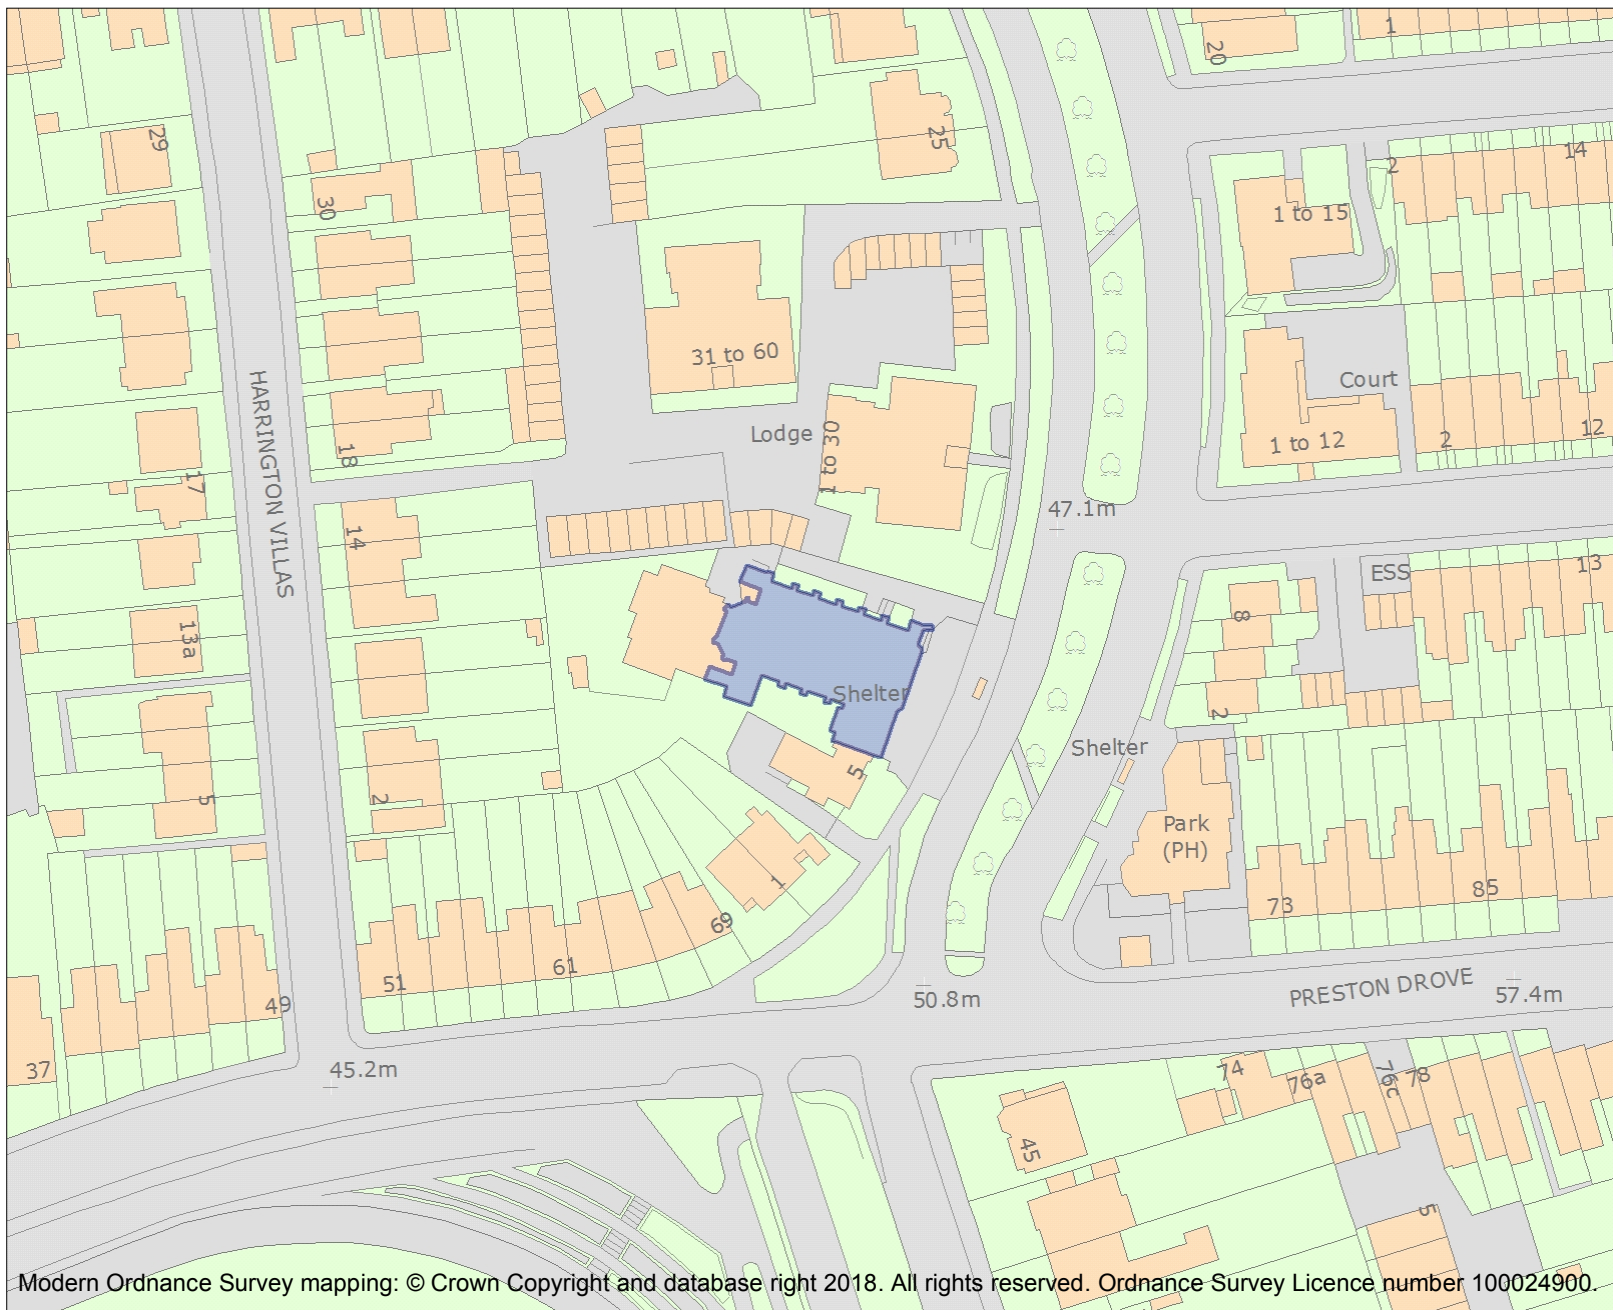 1
20
29
25
2
14
30
1 to 15
31 to 60
HARRINGTON VILLAS
Court
Lodge
1 to 30
1 to 12
2
12
18
17
47.1m
14
ESS
13
8
13a
Shelter
2
Shelter
5
2
5
Park
(PH)
1
85
73
69
61
51
49
PRESTON DROVE
57.4m
50.8m
37
45.2m
74
76a
76c
78
45
5
Modern Ordnance Survey mapping: © Crown Copyright and database right 2018. All rights reserved. Ordnance Survey Licence number 100024900.